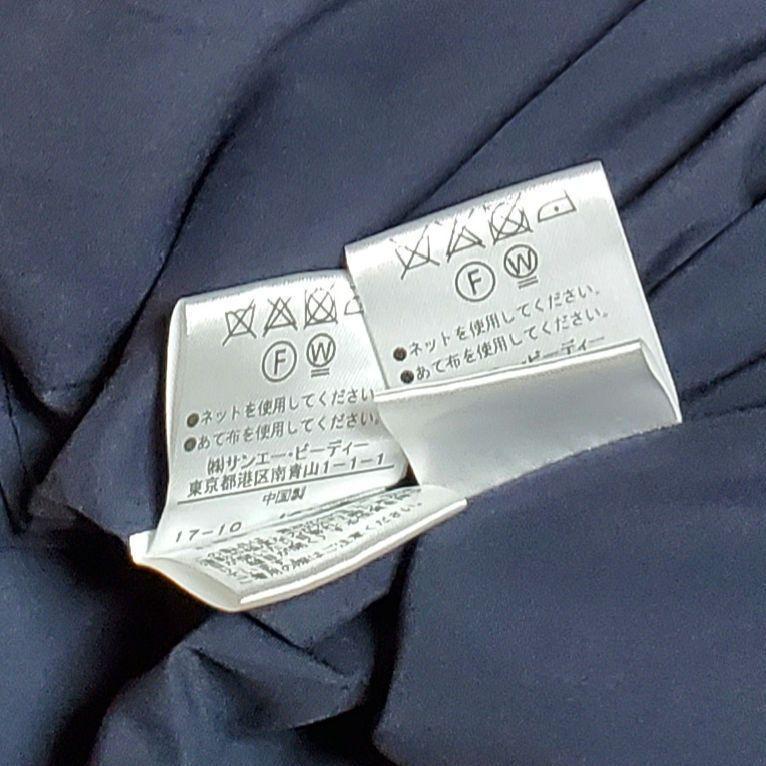 F W
●ネットを使用してください。
●あて布を使用してください。
F W
●ネットを使用してください
●あて布を使用してください。
㈱サンエー・ビーディー
東京都港区南青山1-1-1
中国製
17-10